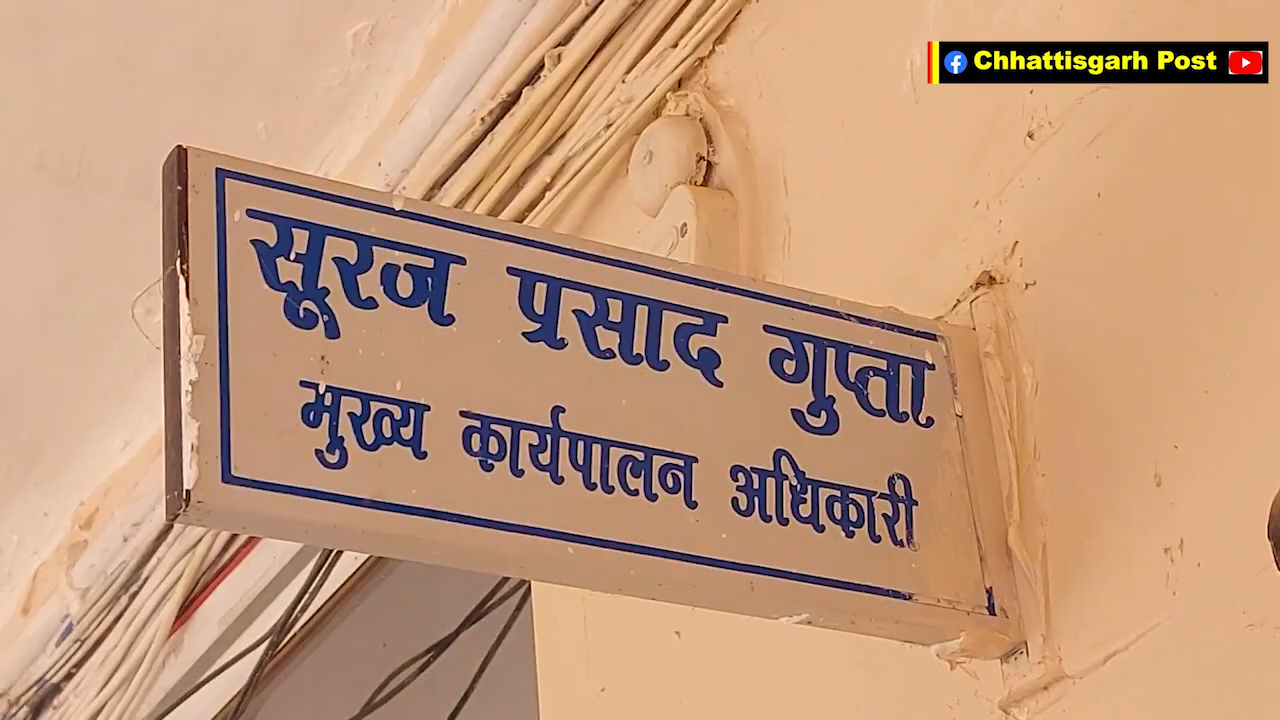 Chhattisgarh Post
सूरज प्रसाद गुप्ता
मुख्य कार्यपालन अधिकारी